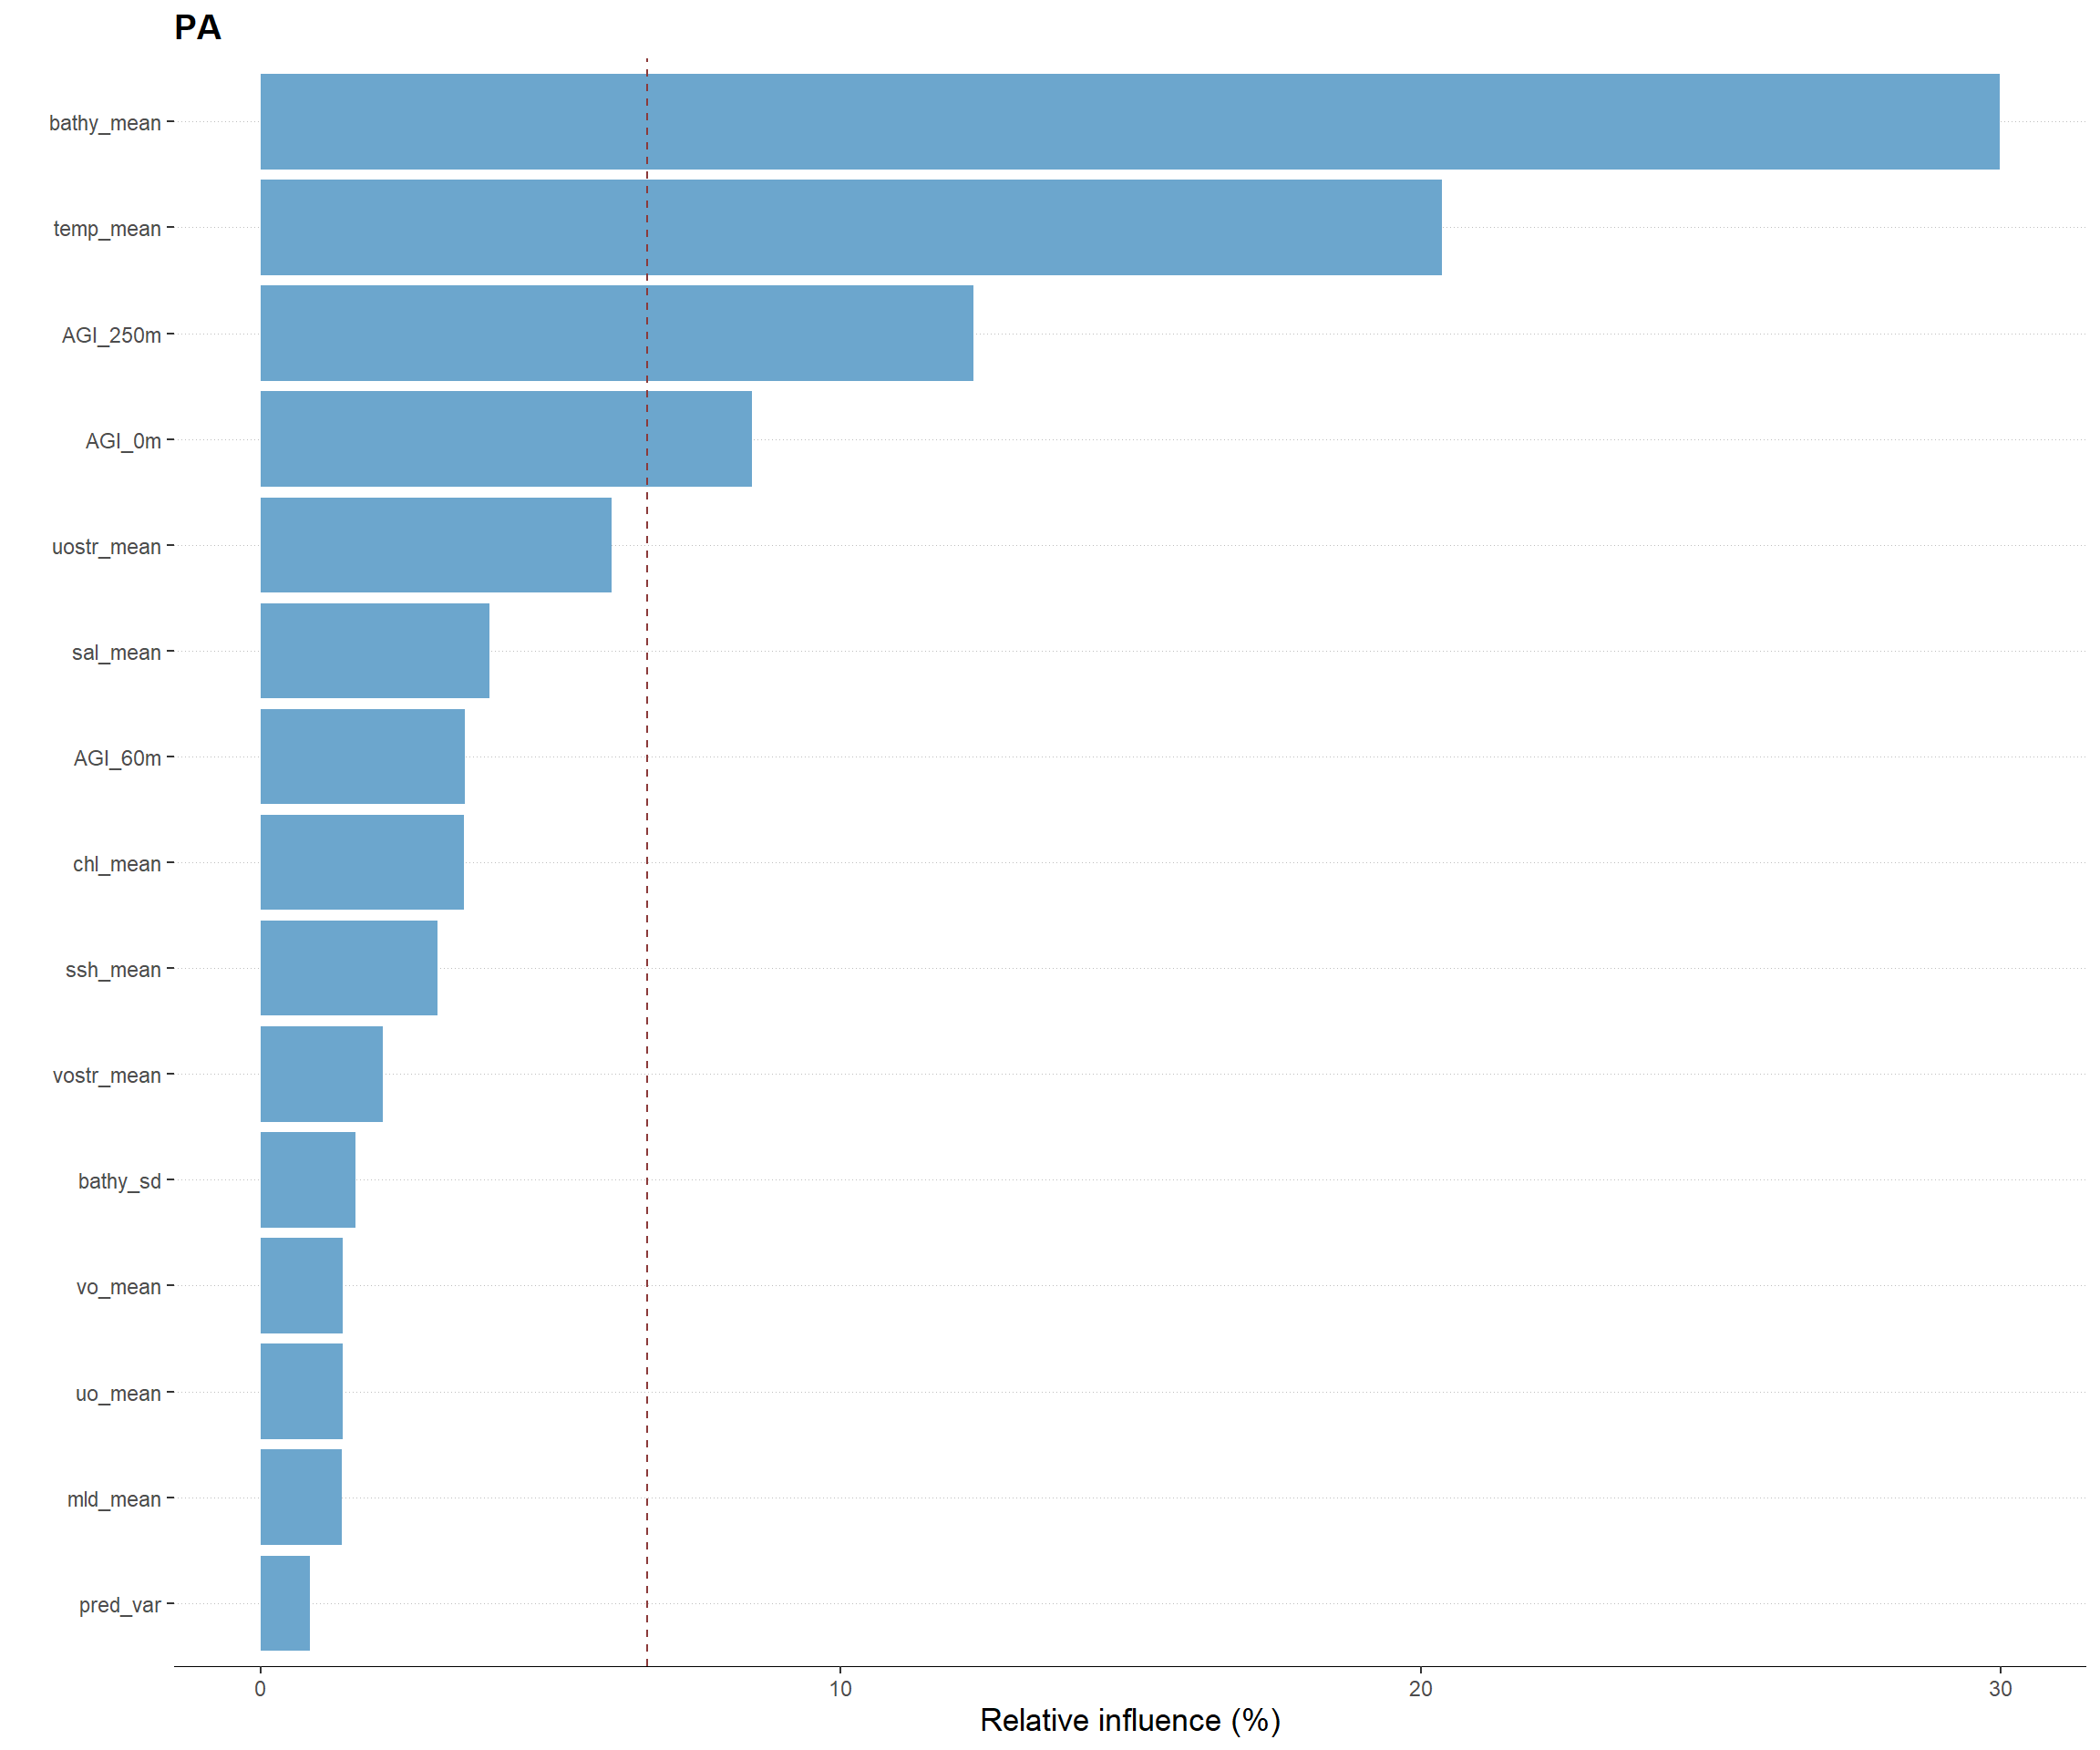 PA
bathy_mean
temp_mean
AGI_250m
AGI_0m
uostr_mean
sal_mean
AGI_60m
chl_mean
ssh_mean
vostr_mean
bathy_sd
vo_mean
uo_mean
mld_mean
pred_var
0 10 20 30
Relative influence (%)